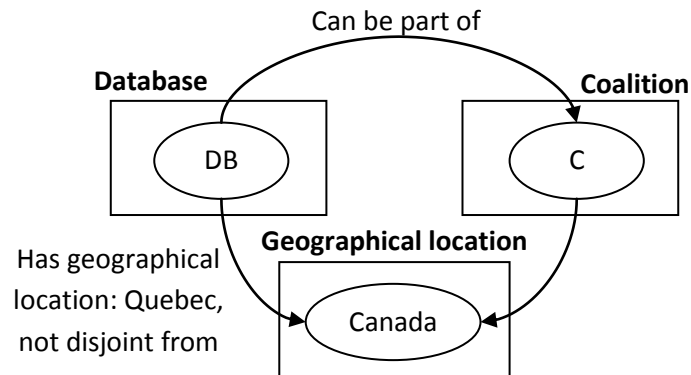 Can be part of
Database
Coalition
DB
C
Geographical location
Has geographical
location: Quebec,
not disjoint from
Canada